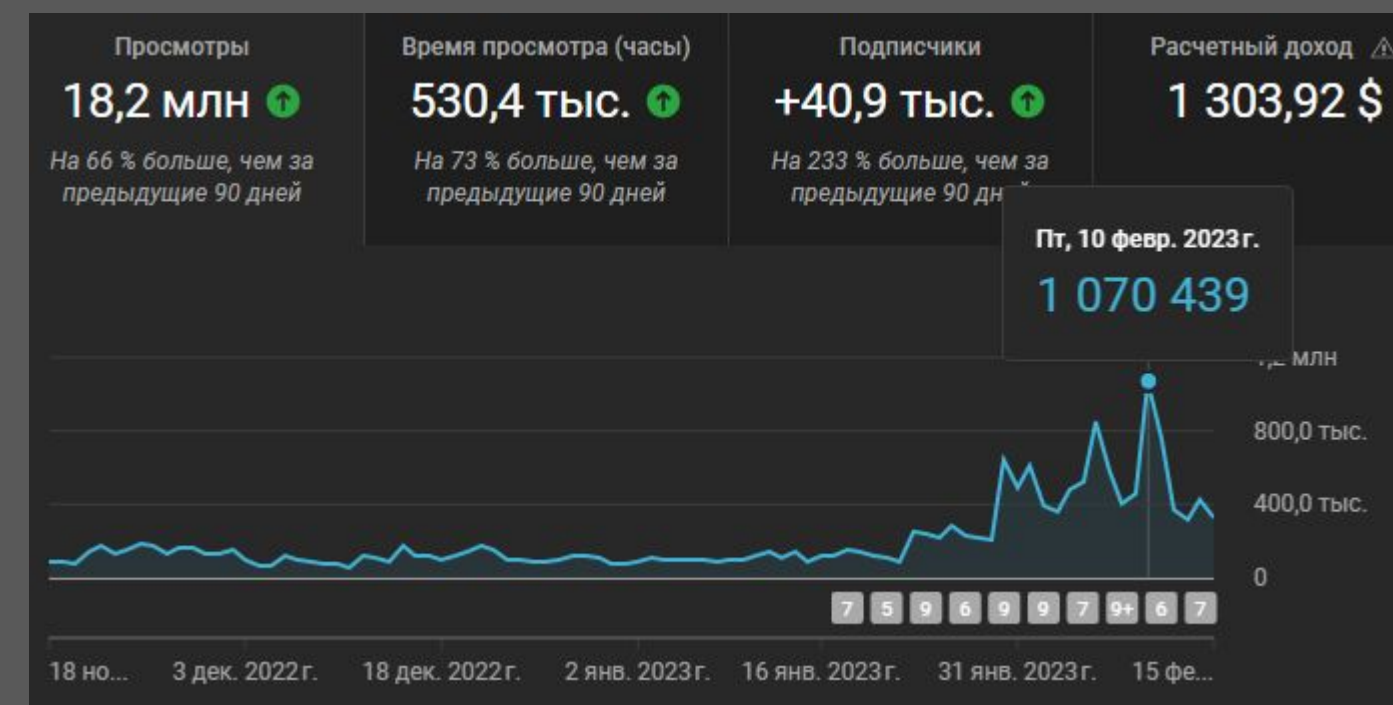 Просмотры
18,2 млн
На 66 % больше, чем за
предыдущие 90 дней
Время просмотра (часы)
530,4 тыс.
На 73 % больше, чем за
предыдущие 90 дней
Подписчики
+40,9 тыс.
На 233 % больше, чем за
предыдущие 90
Расчетный доход
1 303,92 $
Пт, 10 февр. 2023 г.
1 070 439
млн
800,0 тыс.
400,0 тыс.
0
7 5 9 6 9 9 7 9+ 6 7
18 но... 3 дек. 2022 г. 18 дек. 2022 г. 2 янв. 2023 г. 16 янв. 2023 г. 31 янв. 2023 г. 15 фе...